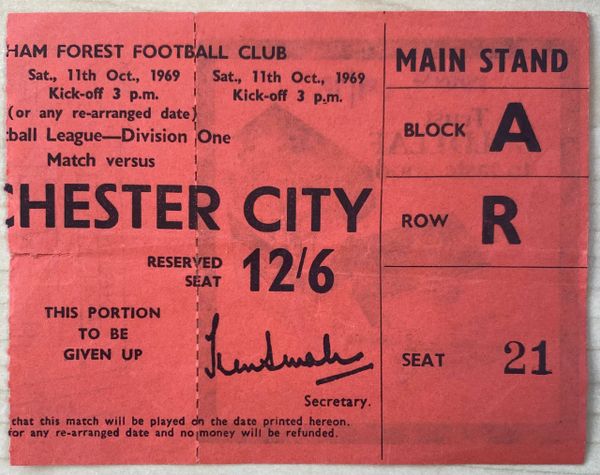 HAM FOREST FOOTBALL CLUB
Sat., 11th Oct., 1969
Kick-off 3 p.m.
Sat., 11th Oct., 1969
Kick-off 3 p.m.
(or any re-arranged date)
ball League—Division One
Match versus
CHESTER CITY
RESERVED
SEAT
12/6
THIS PORTION
TO BE
GIVEN UP
Secretary.
that this match will be played on the date printed hereon.
for any re-arranged date and no money will be refunded.
MAIN STAND
BLOCK A
ROW R
SEAT 21